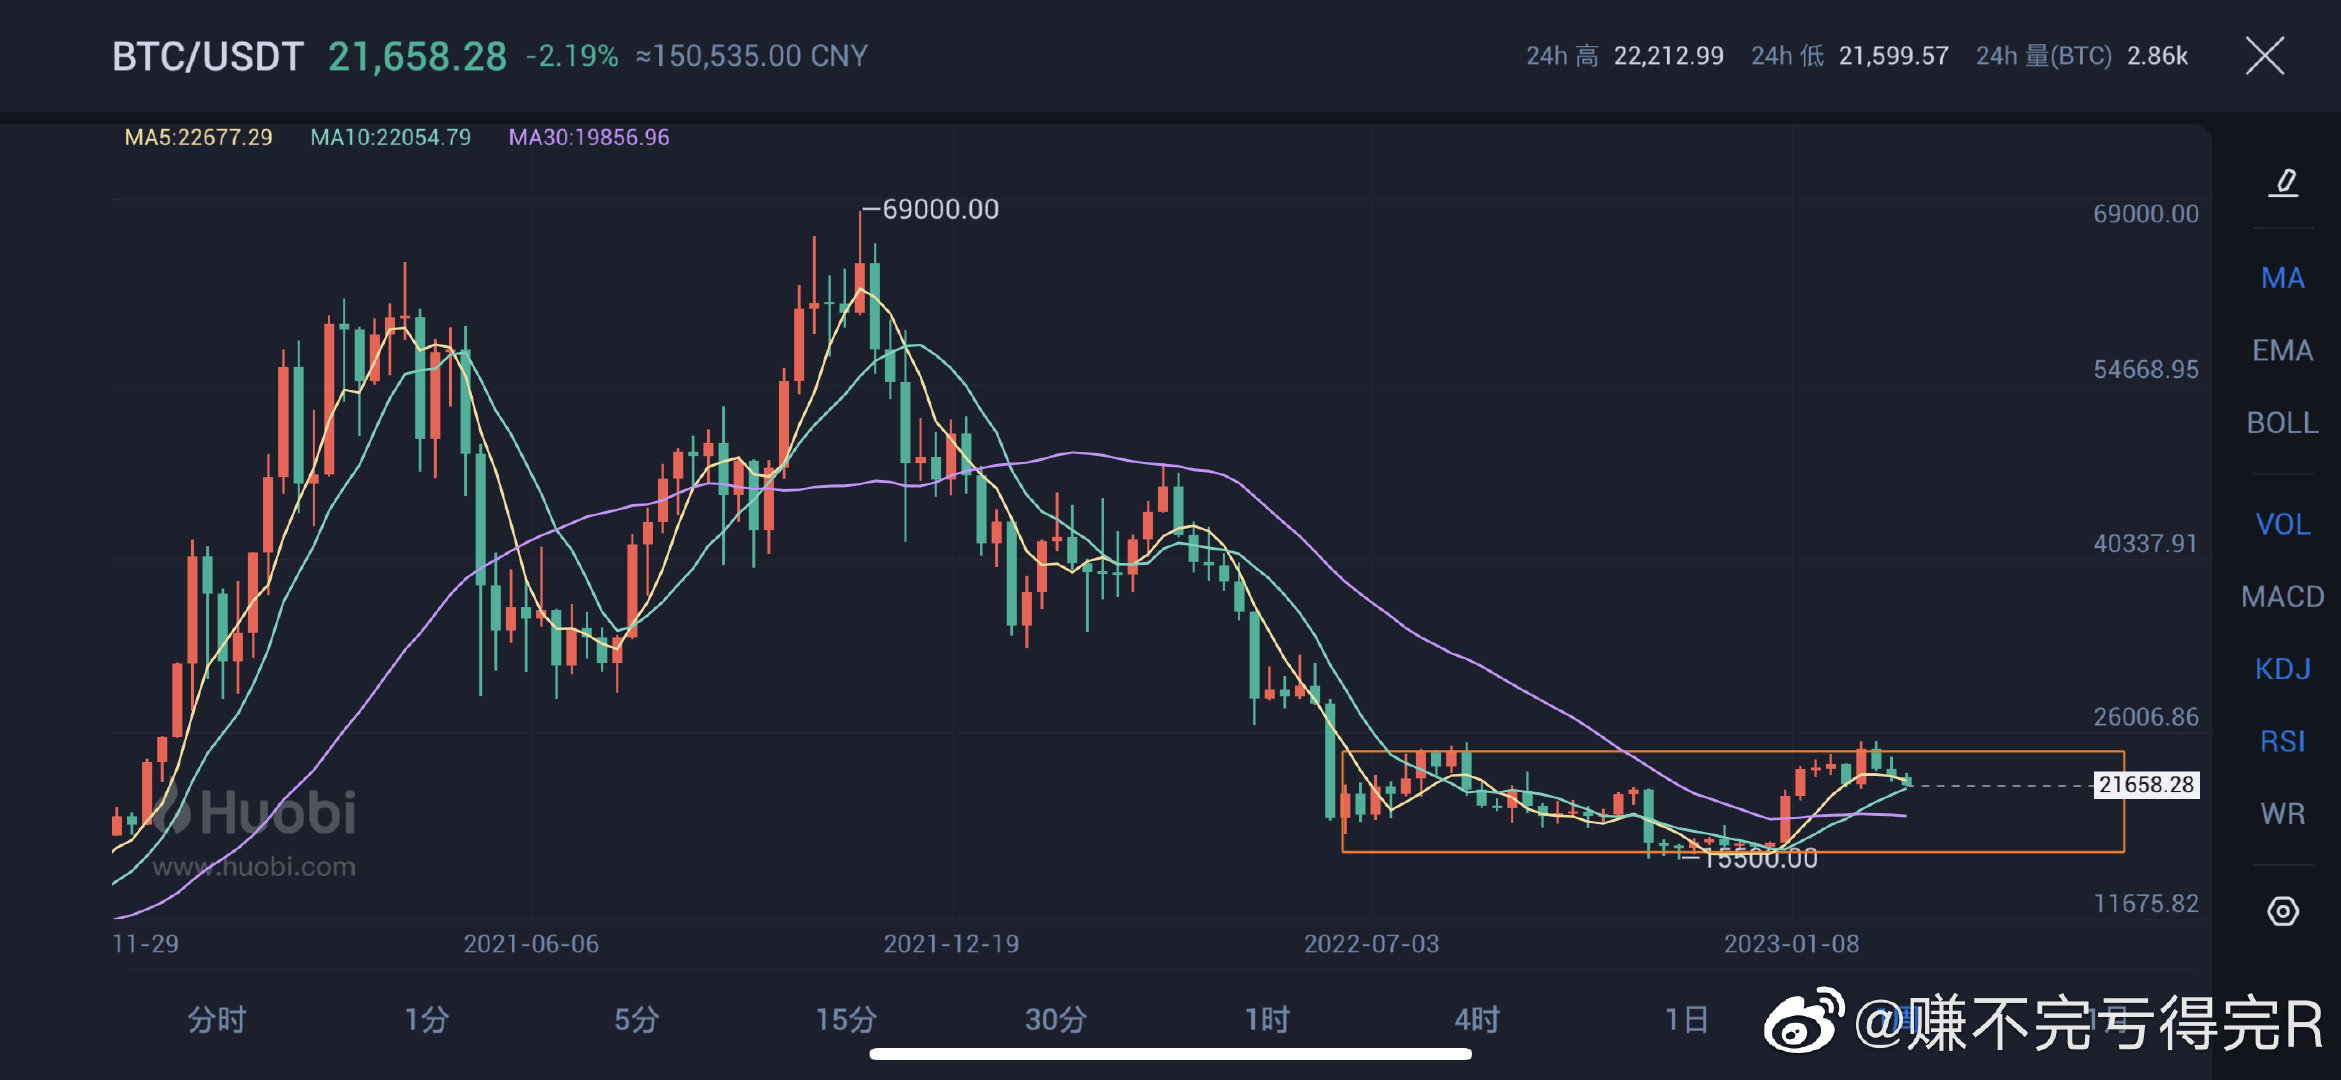 BTC/USDT 21,658.28 -2.19% ≈150,535.00 CNY 24h 高 22,212.99 24h 低 21,599.57 24h 量(BTC) 2.86k
MA5:22677.29 MA10:22054.79 MA30:19856.96
69000.00
69000.00
MA
EMA
54668.95
BOLL
VOL
40337.91
MACD
KDJ
26006.86
RSI
21658.28
Huobi
WR
www.huobi.com
15500.00
11675.82
11-29 2021-06-06 2021-12-19 2022-07-03 2023-01-08
分时 1分 5分 15分 30分 1时 4时 1日 1周 1月
@赚不完亏得完R